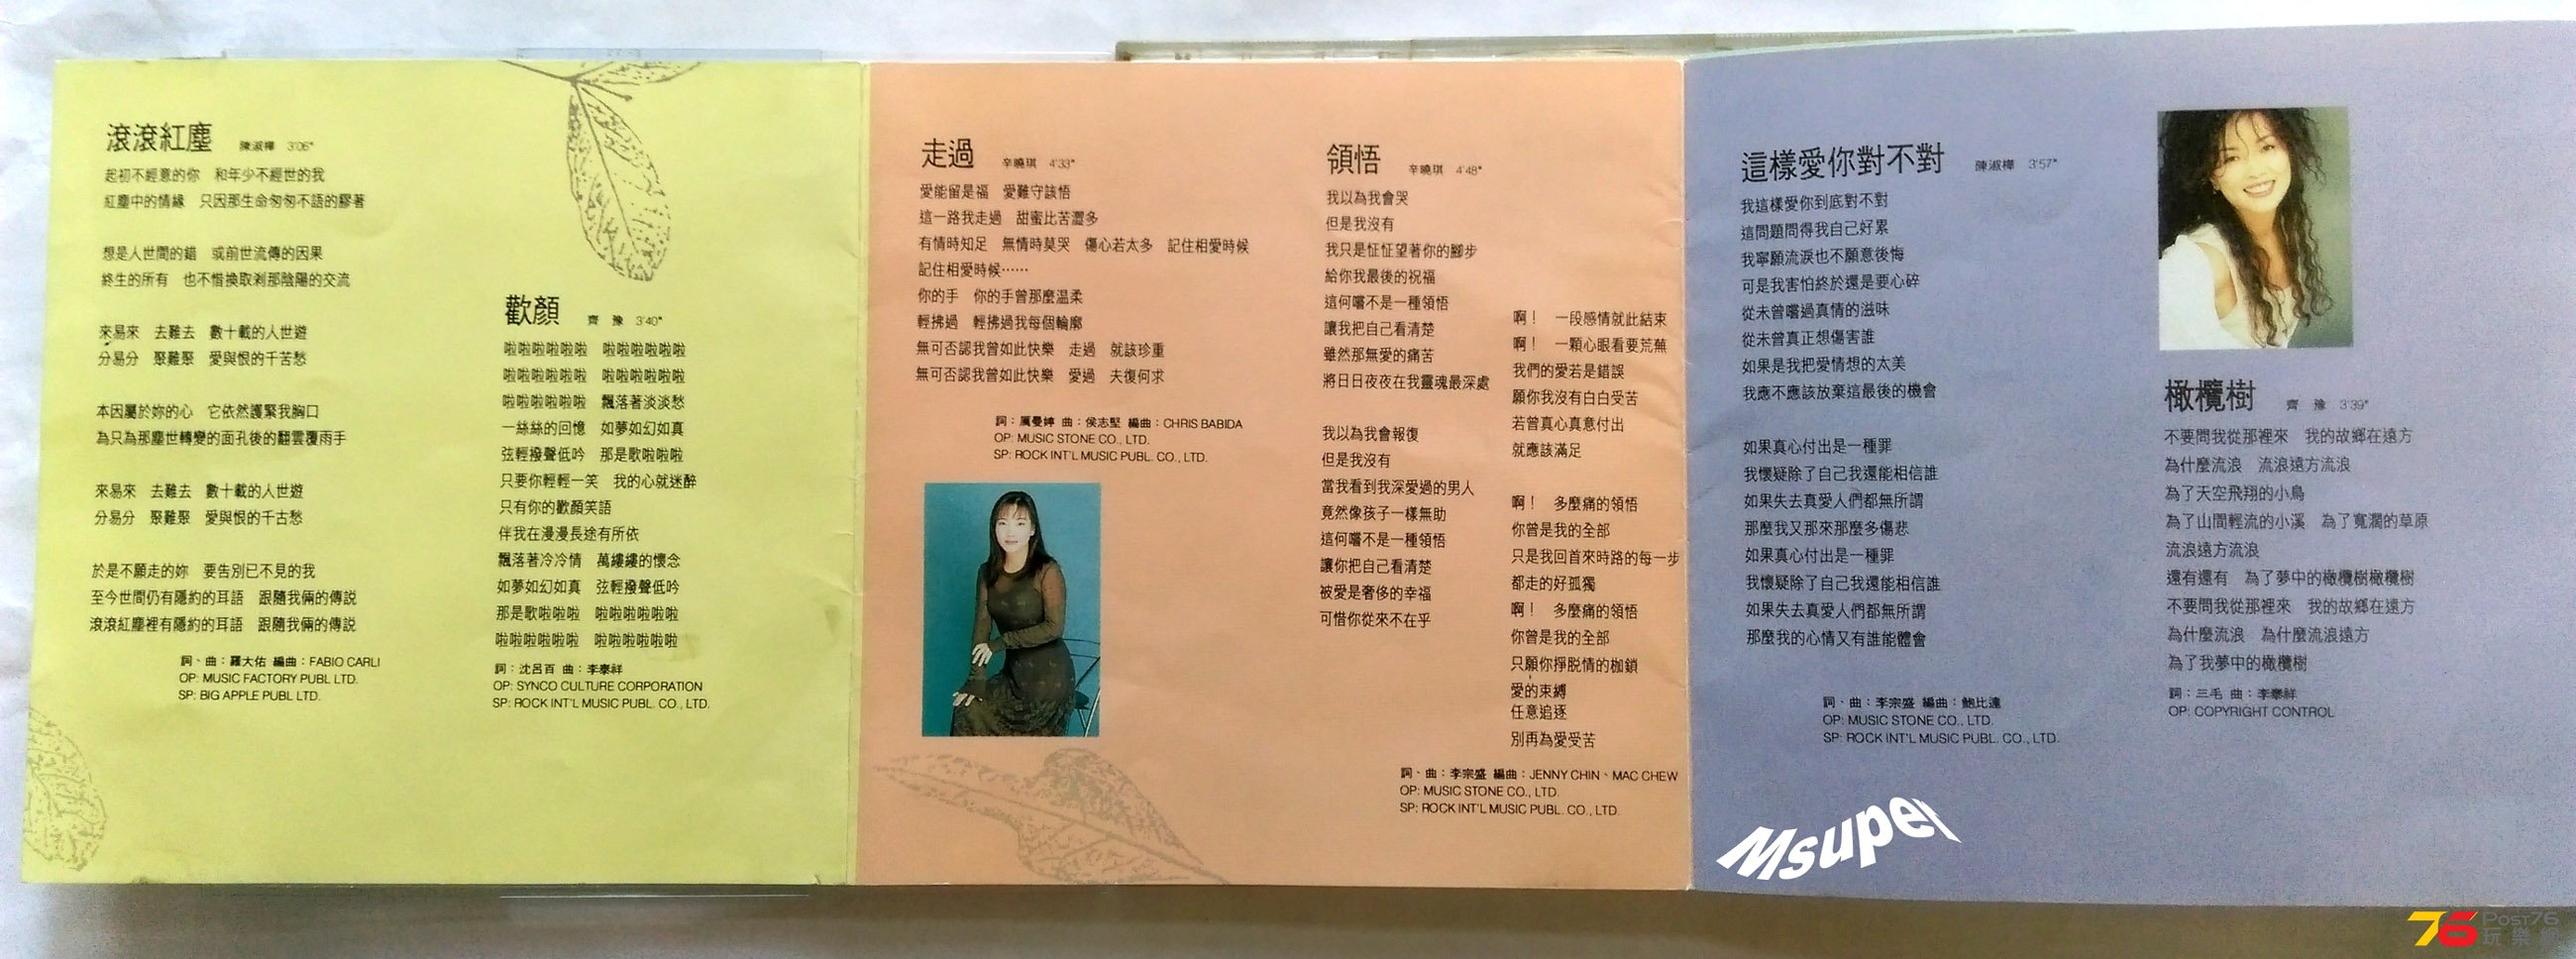 滾滾紅塵 陳淑樺 3'06"
起初不經意的你 和年少不經世的我
紅塵中的情緣 只因那生命匆匆不語的膠著
想是人世間的錯 或前世流傳的因果
終生的所有 也不惜換取剎那陰陽的交流
來易來 去難去 數十載的人世遊
分易分 聚難聚 愛與恨的千苦愁
本因屬於妳的心 它依然護緊我胸口
為只為那塵世轉變的面孔後的翻雲覆雨手
來易來 去難去 數十載的人世遊
分易分 聚難聚 愛與恨的千古愁
於是不願走的妳 要告別已不見的我
至今世間仍有隱約的耳語 跟隨我倆的傳說
滾滾紅塵裡有隱約的耳語 跟隨我倆的傳說
詞、曲：羅大佑 編曲：FABIO CARLI
OP: MUSIC FACTORY PUBL LTD.
SP: BIG APPLE PUBL LTD.
歡顏 齊 豫 3'40"
啦啦啦啦啦啦 啦啦啦啦啦啦
啦啦啦啦啦啦 啦啦啦啦啦啦
啦啦啦啦啦啦 飄落著淡淡愁
一絲絲的回憶 如夢如幻如真
弦輕撥聲低吟 那是歌啦啦啦
只要你輕輕一笑 我的心就迷醉
只有你的歡顏笑語
伴我在漫漫長途有所依
飄落著冷冷情 萬縷縷的懷念
如夢如幻如真 弦輕撥聲低吟
那是歌啦啦啦 啦啦啦啦啦啦
啦啦啦啦啦啦 啦啦啦啦啦啦
詞：沈呂百 曲：李泰祥
OP: SYNCO CULTURE CORPORATION
SP: ROCK INT'L MUSIC PUBL. CO., LTD.
走過 辛曉琪 4'33"
愛能留是福 愛難守該悟
這一路我走過 甜蜜比苦澀多
有情時知足 無情時莫哭 傷心若太多 記住相愛時候
記住相愛時候……
你的手 你的手曾那麼温柔
輕拂過 輕拂過我每個輪廓
無可否認我曾如此快樂 走過 就該珍重
無可否認我曾如此快樂 愛過 夫復何求
詞：厲曼婷 曲：侯志堅 編曲：CHRIS BABIDA
OP: MUSIC STONE CO., LTD.
SP: ROCK INT'L MUSIC PUBL. CO., LTD.
領悟 辛曉琪 4'48"
我以為我會哭
但是我沒有
我只是怔怔望著你的腳步
給你我最後的祝福
這何嚐不是一種領悟
讓我把自己看清楚
雖然那無愛的痛苦
將日日夜夜在我靈魂最深處
我以為我會報復
但是我沒有
當我看到我深愛過的男人
竟然像孩子一樣無助
這何嚐不是一種領悟
讓你把自己看清楚
被愛是奢侈的幸福
可惜你從來不在乎
啊！ 一段感情就此結束
啊！ 一顆心眼看要荒蕪
我們的愛若是錯誤
願你我沒有白白受苦
若曾真心真意付出
就應該滿足
啊！ 多麼痛的領悟
你曾是我的全部
只是我回首來時路的每一步
都走的好孤獨
啊！ 多麼痛的領悟
你曾是我的全部
只願你掙脫情的枷鎖
愛的束縛
任意追逐
別再為愛受苦
詞、曲：李宗盛 編曲：JENNY CHIN、MAC CHEW
OP: MUSIC STONE CO., LTD.
SP: ROCK INT'L MUSIC PUBL. CO., LTD.
這樣愛你對不對 陳淑樺 3'57"
我這樣愛你到底對不對
這問題問得我自己好累
我寧願流淚也不願意後悔
可是我害怕終於還是要心碎
從未曾嚐過真情的滋味
從未曾真正想傷害誰
如果是我把愛情想的太美
我應不應該放棄這最後的機會
如果真心付出是一種罪
我懷疑除了自己我還能相信誰
如果失去真愛人們都無所謂
那麼我又那來那麼多傷悲
如果真心付出是一種罪
我懷疑除了自己我還能相信誰
如果失去真愛人們都無所謂
那麼我的心情又有誰能體會
詞、曲：李宗盛 編曲：鮑比達
OP: MUSIC STONE CO., LTD.
SP: ROCK INT'L MUSIC PUBL. CO., LTD.
橄欖樹 齊 豫 3'39"
不要問我從那裡來 我的故鄉在遠方
為什麼流浪 流浪遠方流浪
為了天空飛翔的小鳥
為了山間輕流的小溪 為了寬濶的草原
流浪遠方流浪
還有還有 為了夢中的橄欖樹橄欖樹
不要問我從那裡來 我的故鄉在遠方
為什麼流浪 為什麼流浪遠方
為了我夢中的橄欖樹
詞：三毛 曲：李泰祥
OP: COPYRIGHT CONTROL
Msuper
76 Post76
玩樂網